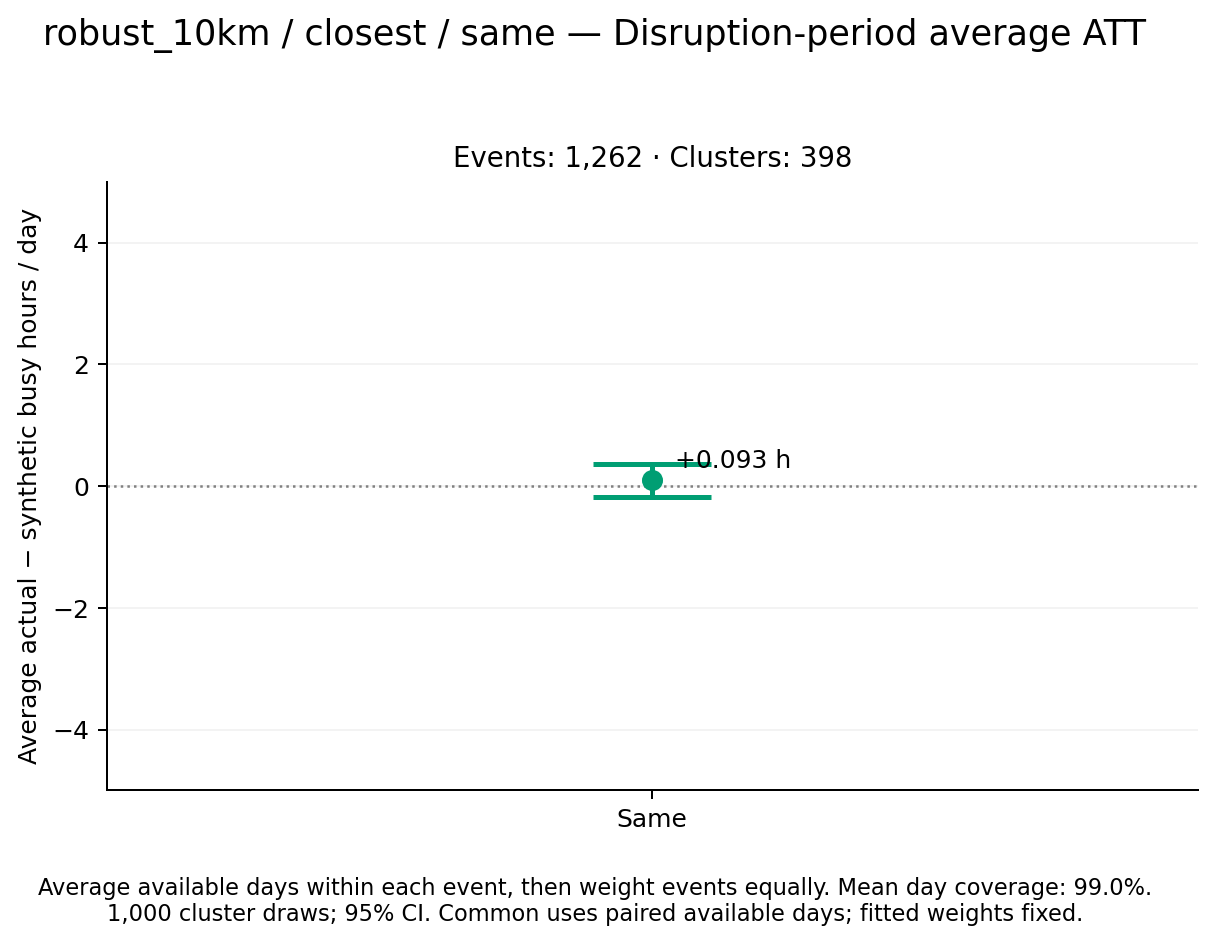 robust_10km / closest / same — Disruption-period average ATT
Events: 1,262 · Clusters: 398
Average actual − synthetic busy hours / day
4
2
0
−2
−4
+0.093 h
Same
Average available days within each event, then weight events equally. Mean day coverage: 99.0%.
1,000 cluster draws; 95% CI. Common uses paired available days; fitted weights fixed.